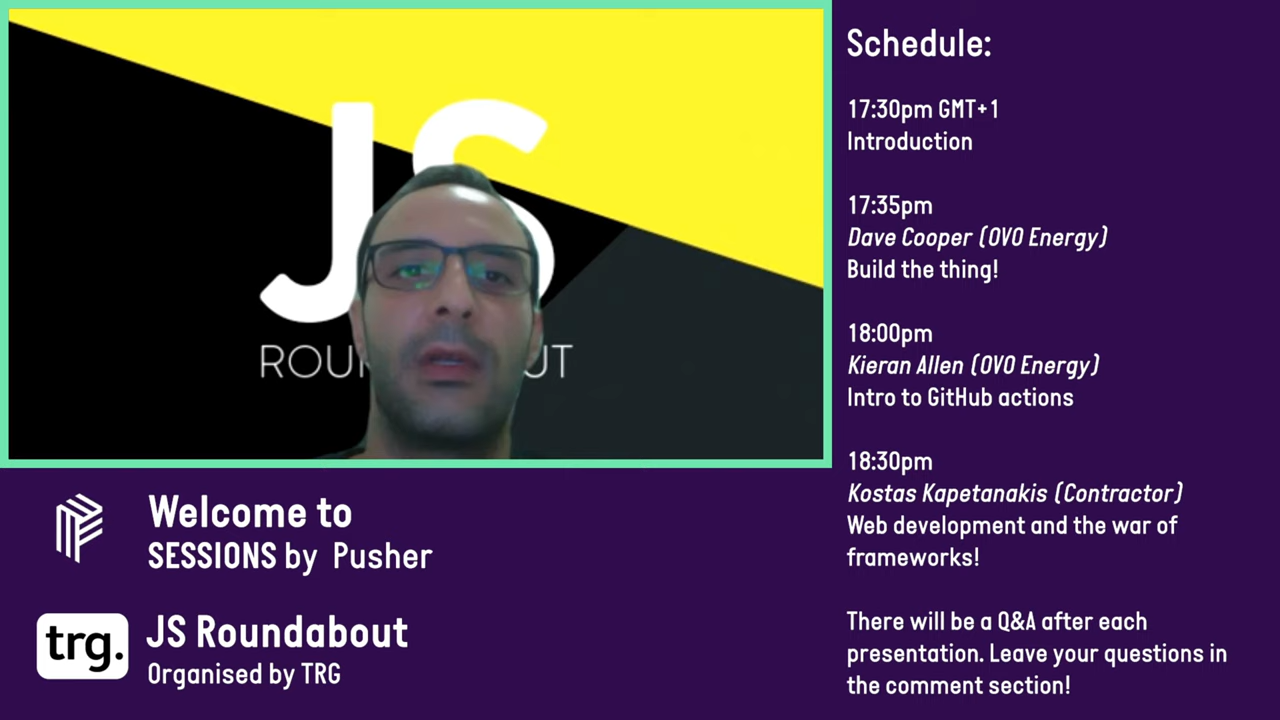 JS
ROUN UT
Welcome to
SESSIONS by Pusher
trg.
JS Roundabout
Organised by TRG
Schedule:
17:30pm GMT+1
Introduction
17:35pm
Dave Cooper (OVO Energy)
Build the thing!
18:00pm
Kieran Allen (OVO Energy)
Intro to GitHub actions
18:30pm
Kostas Kapetanakis (Contractor)
Web development and the war of
frameworks!
There will be a Q&A after each
presentation. Leave your questions in
the comment section!